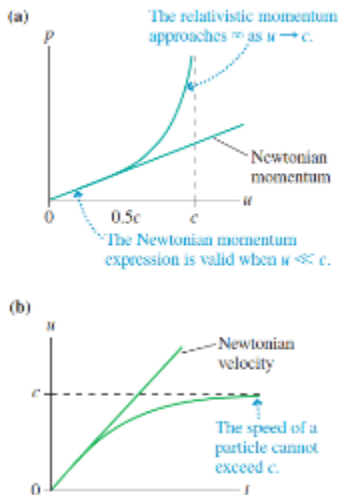 (a)
The relativistic momentum
approaches ∞ as u → c.
p
Newtonian
momentum
u
0
0.5c
c
The Newtonian momentum
expression is valid when u ≪ c.
(b)
u
Newtonian
velocity
c
The speed of a
particle cannot
exceed c.
0
t